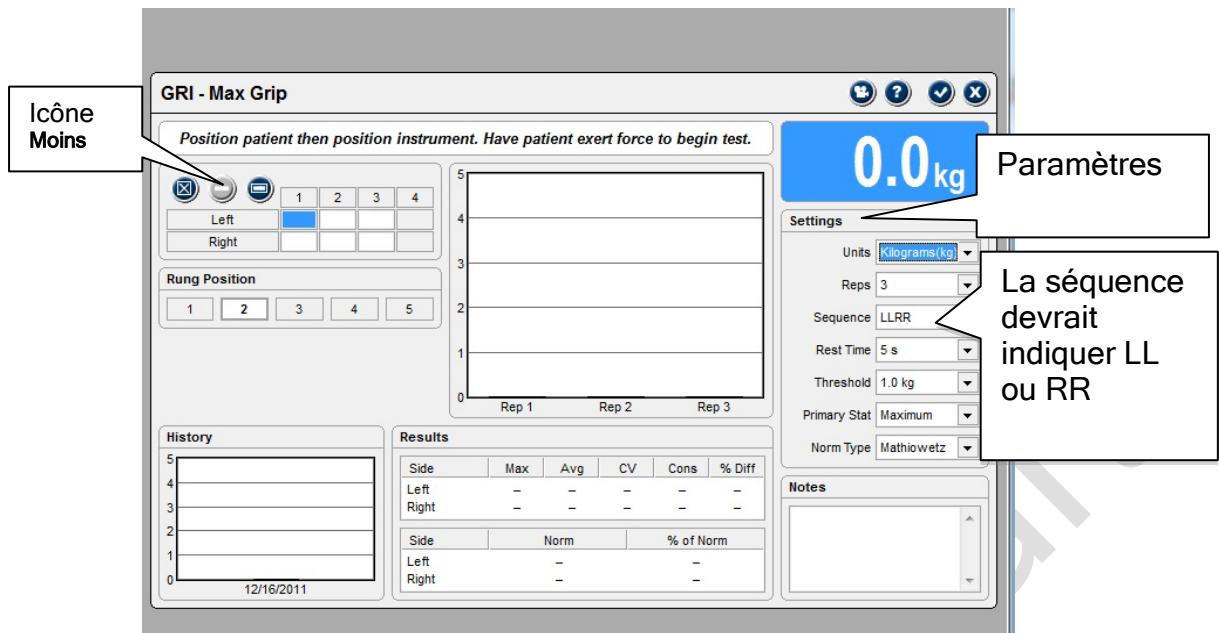 GRI - Max Grip
Icône
Moins
Position patient then position instrument. Have patient exert force to begin test.
0.0 kg
Paramètres
1 2 3 4
Left
Right
Rung Position
1 2 3 4 5
5
4
3
2
1
0
Rep 1 Rep 2 Rep 3
Settings
Units Kilograms(kg)
Reps 3
Sequence LLRR
Rest Time 5 s
Threshold 1.0 kg
Primary Stat Maximum
Norm Type Mathiowetz
La séquence
devrait
indiquer LL
ou RR
History
5
4
3
2
1
0
12/16/2011
Results
Side Max Avg CV Cons % Diff
Left – – – – –
Right – – – – –
Side Norm % of Norm
Left – –
Right – –
Notes